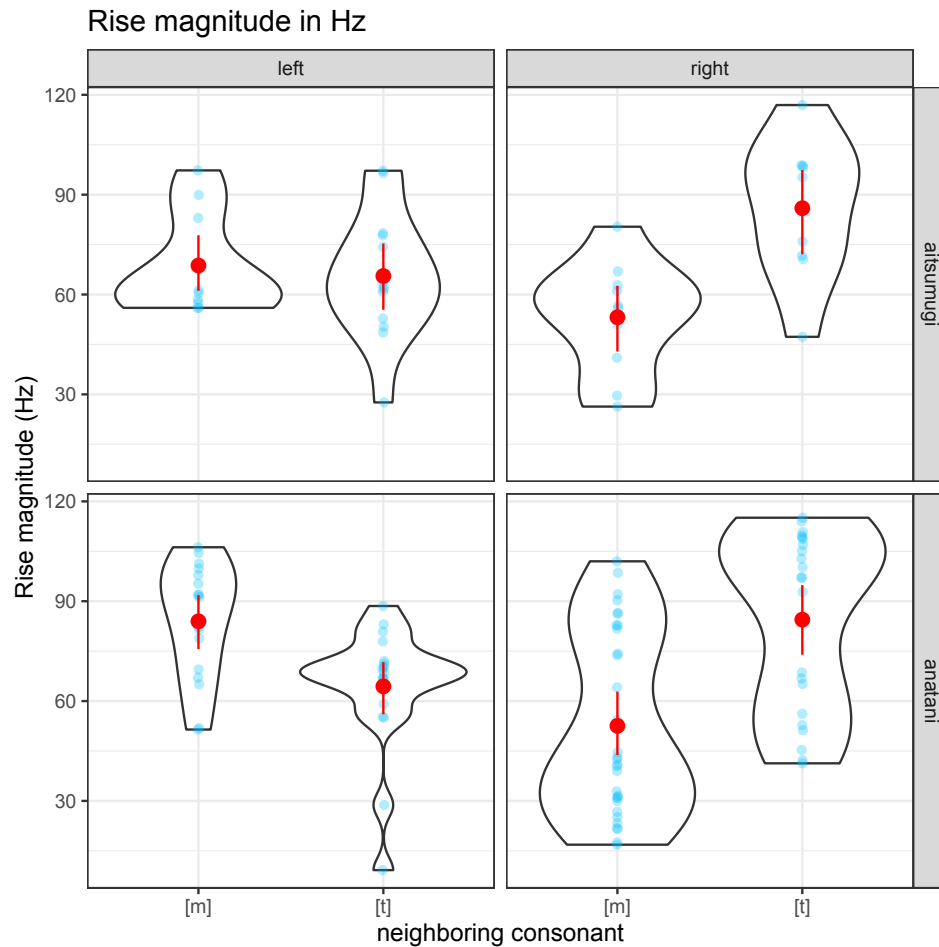 Rise magnitude in Hz
left
right
120
90
60
30
aitsumugi
Rise magnitude (Hz)
120
90
60
30
anatani
[m]
[t]
[m]
[t]
neighboring consonant